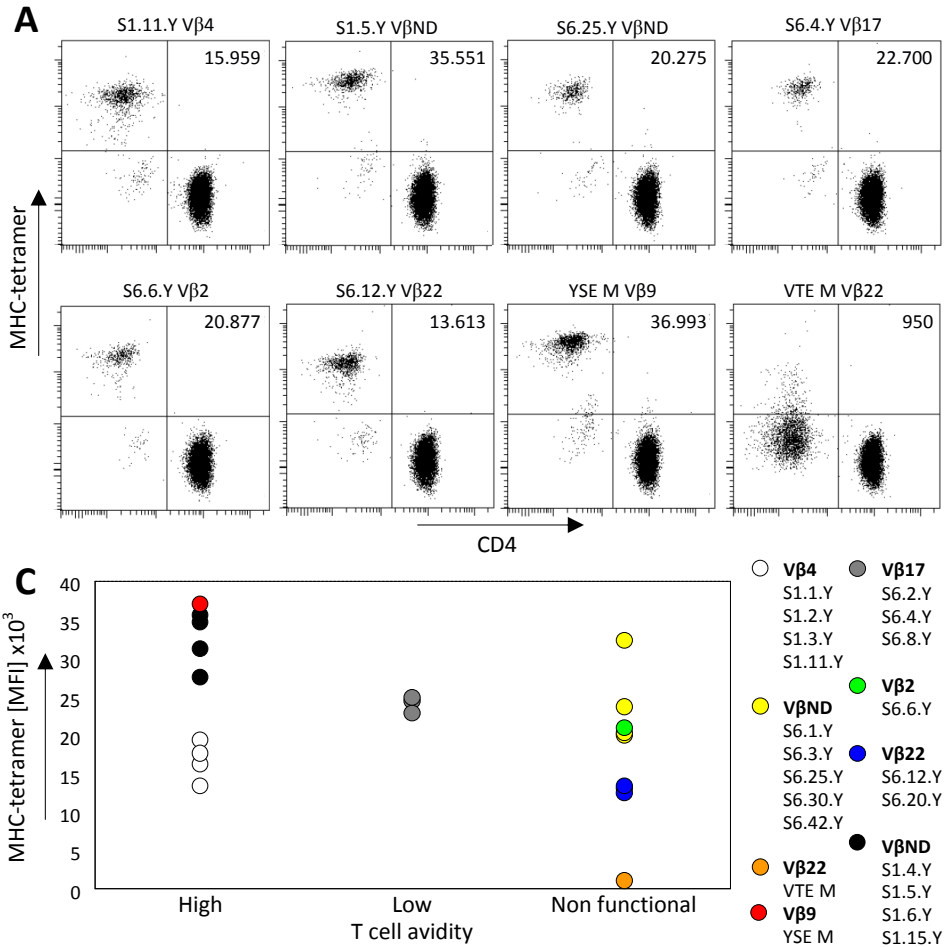 A
S1.11.Y Vβ4
S1.5.Y VβND
S6.25.Y VβND
S6.4.Y Vβ17
15.959
35.551
20.275
22.700
S6.6.Y Vβ2
S6.12.Y Vβ22
YSE M Vβ9
VTE M Vβ22
20.877
13.613
36.993
950
MHC-tetramer
CD4
C
MHC-tetramer [MFI] x10³
40
35
30
25
20
15
10
5
0
High
Low
Non functional
T cell avidity
Vβ4
S1.1.Y
S1.2.Y
S1.3.Y
S1.11.Y
VβND
S6.1.Y
S6.3.Y
S6.25.Y
S6.30.Y
S6.42.Y
Vβ22
VTE M
Vβ9
YSE M
Vβ17
S6.2.Y
S6.4.Y
S6.8.Y
Vβ2
S6.6.Y
Vβ22
S6.12.Y
S6.20.Y
VβND
S1.4.Y
S1.5.Y
S1.6.Y
S1.15.Y